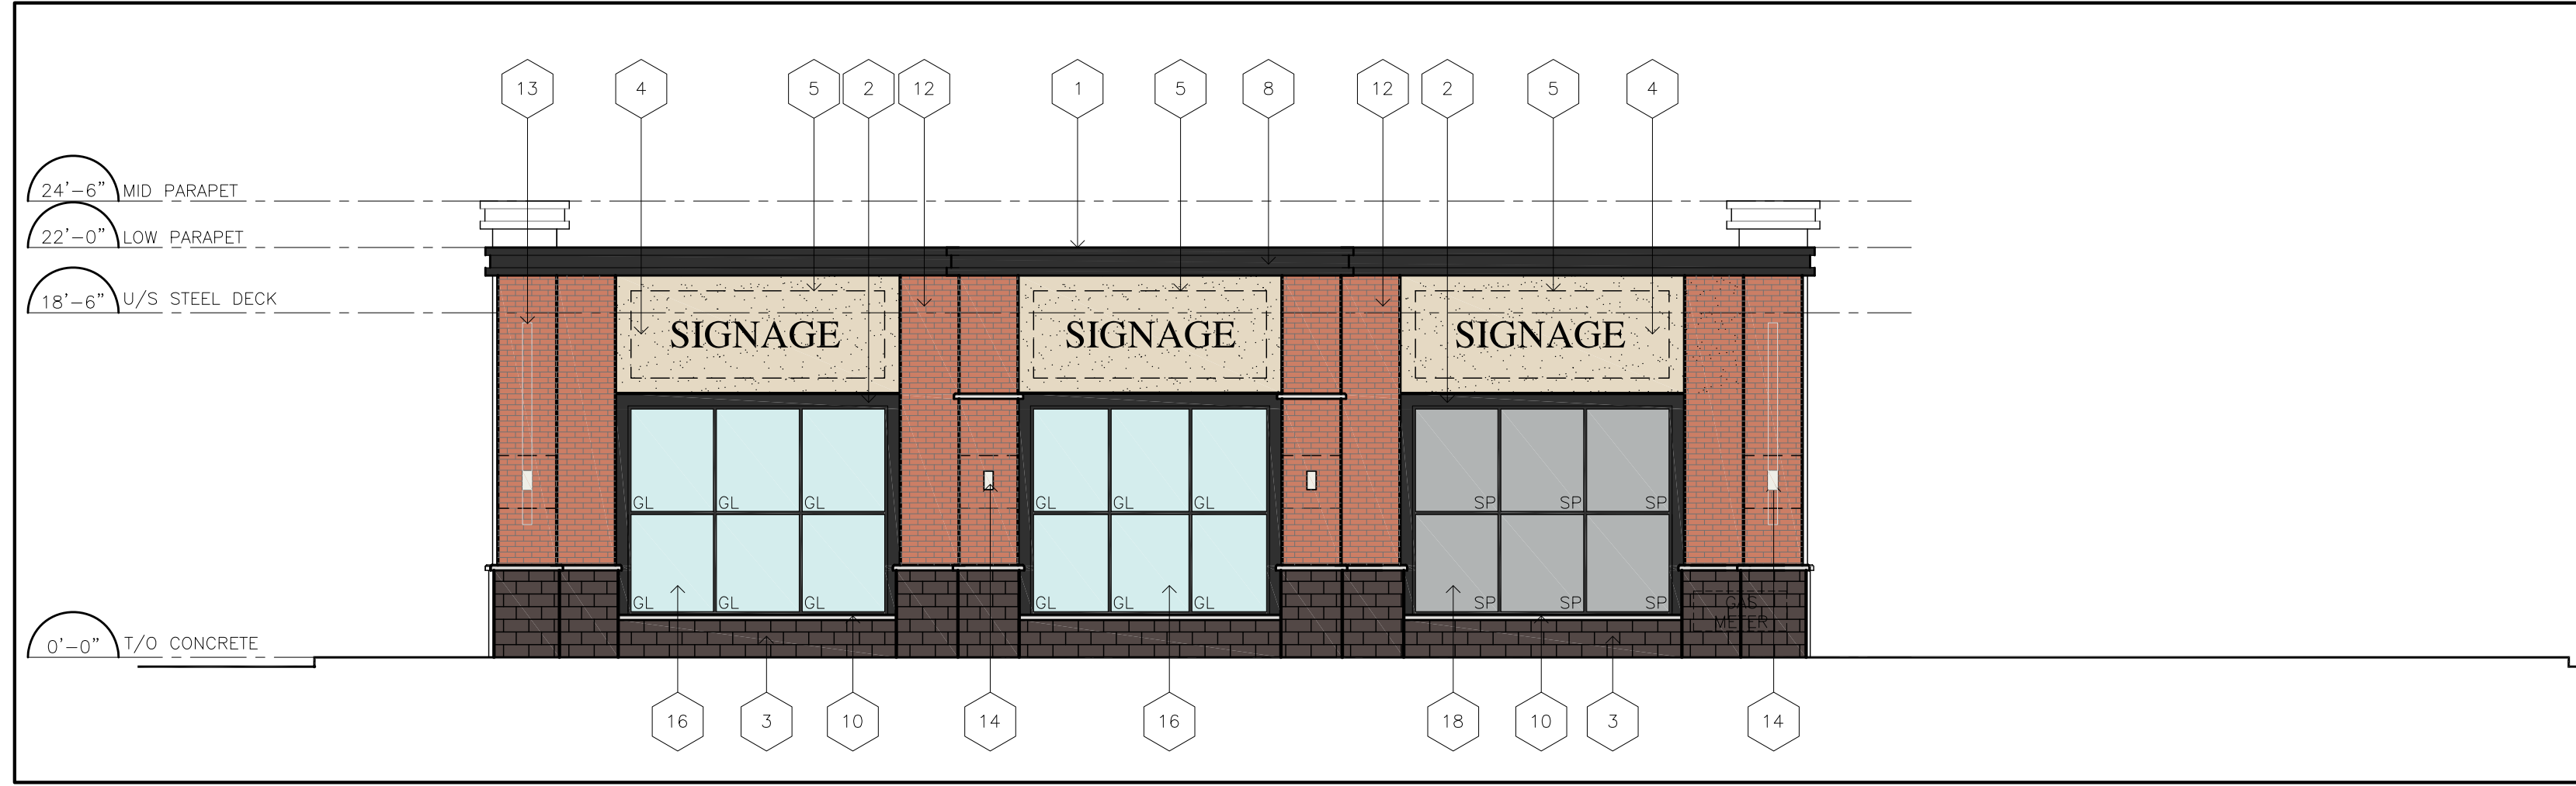 13 4 5 2 12 1 5 8 12 2 5 4
24'-6" MID PARAPET
22'-0" LOW PARAPET
18'-6" U/S STEEL DECK
SIGNAGE SIGNAGE SIGNAGE
GL GL GL GL GL GL SP SP SP
GL GL GL GL GL GL SP SP SP
GAS
METER
0'-0" T/O CONCRETE
16 3 10 14 16 18 10 3 14